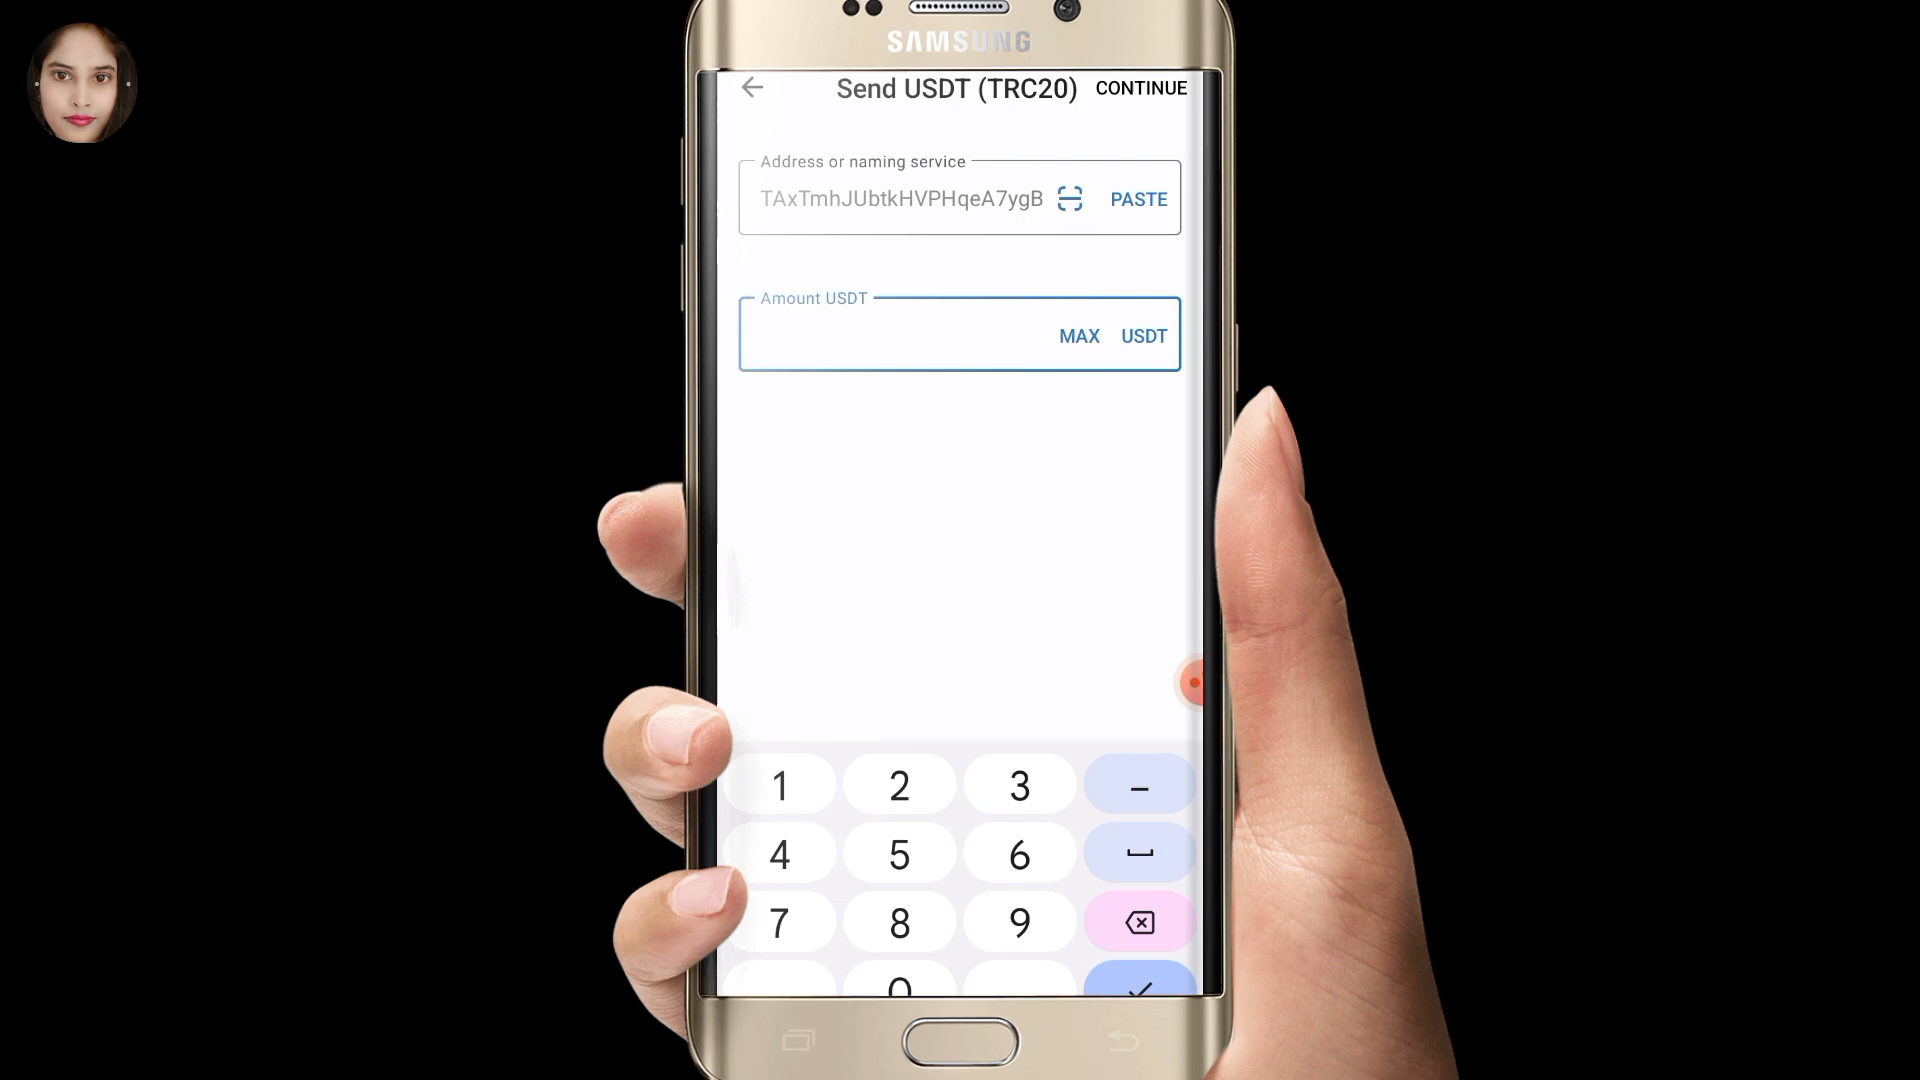 SAMSUNG
Send USDT (TRC20) CONTINUE
Address or naming service
TAxTmhJUbtkHVPHqeA7ygB PASTE
Amount USDT
MAX USDT
1 2 3 –
4 5 6
7 8 9
0